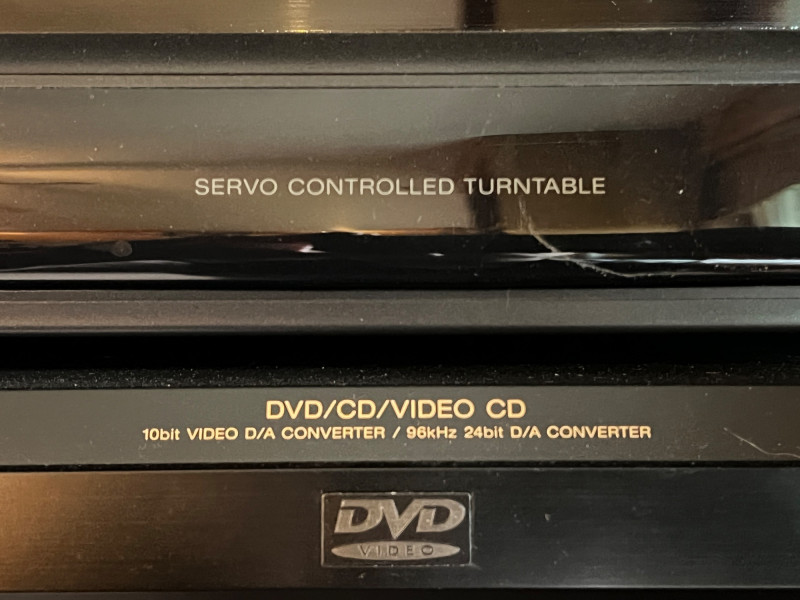 SERVO CONTROLLED TURNTABLE
DVD/CD/VIDEO CD
10bit VIDEO D/A CONVERTER / 96kHz 24bit D/A CONVERTER
DVD
VIDEO